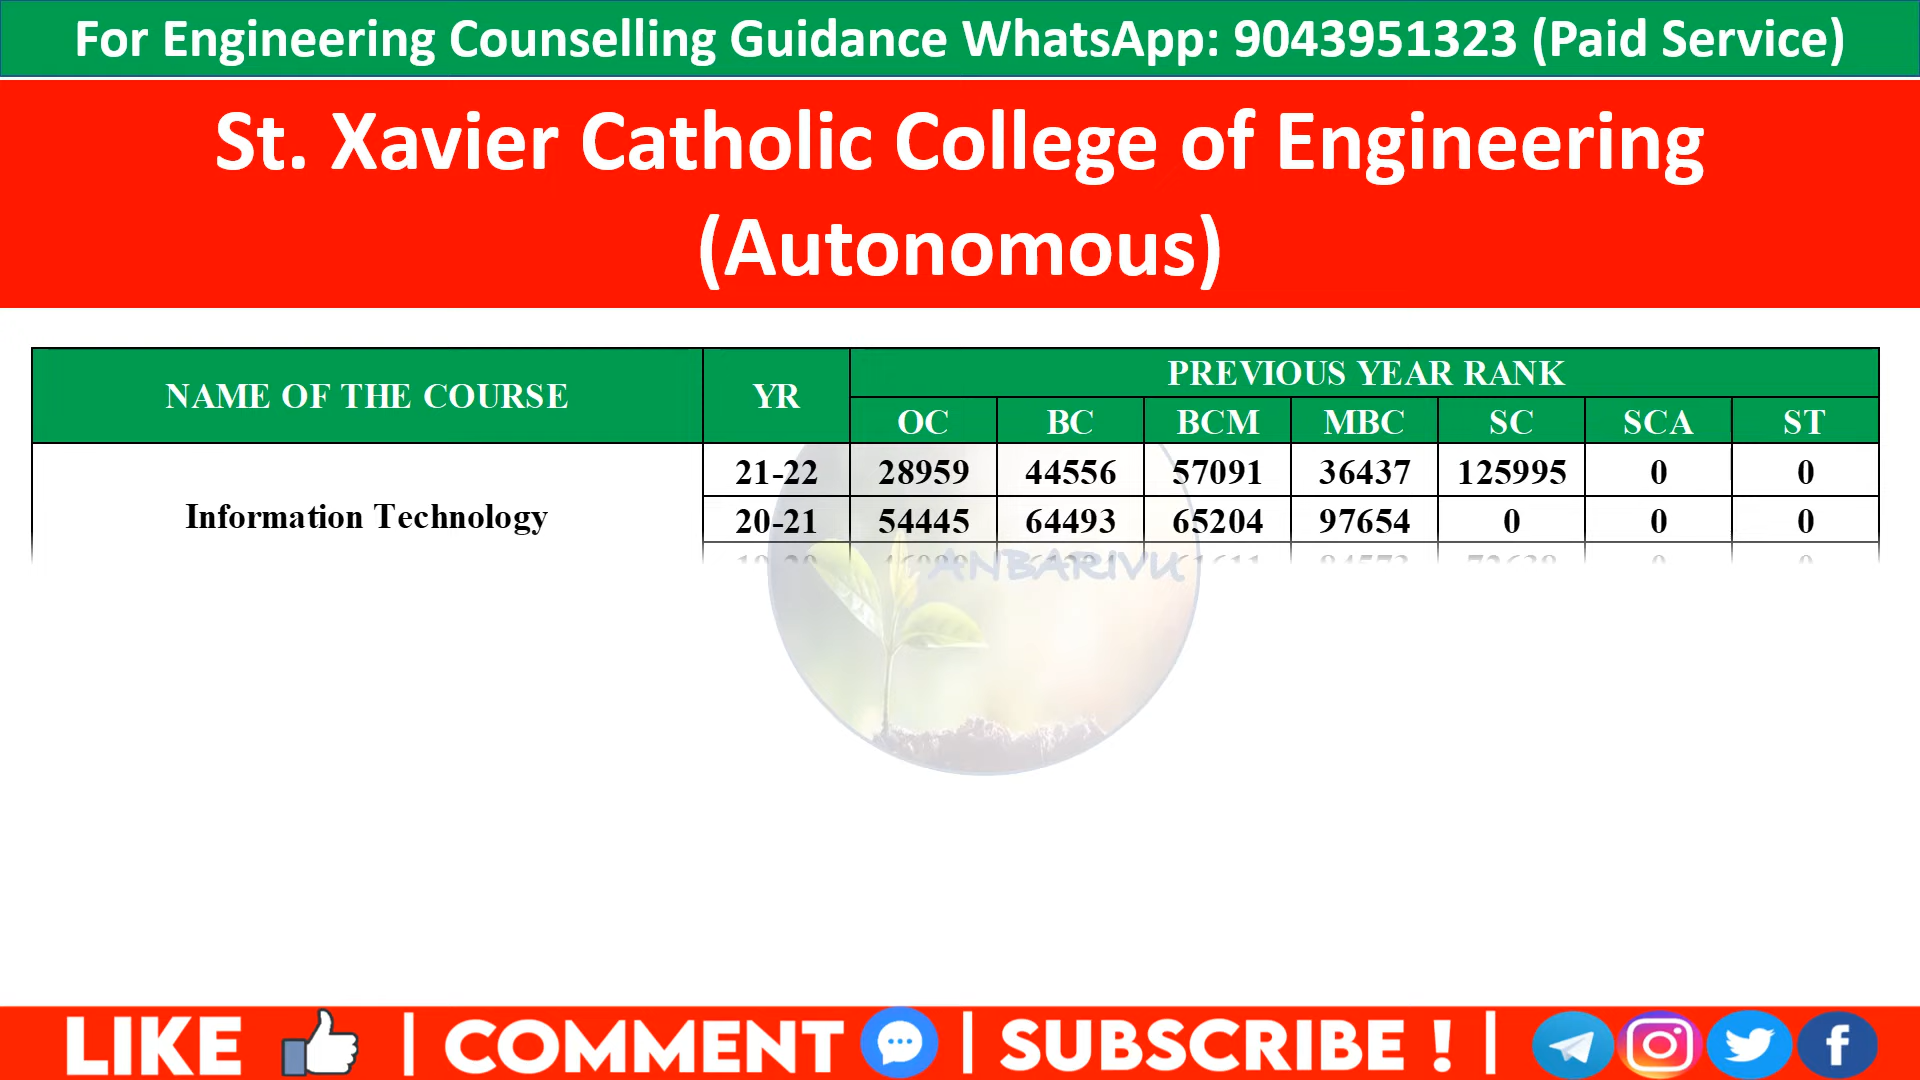 For Engineering Counselling Guidance WhatsApp: 9043951323 (Paid Service)
St. Xavier Catholic College of Engineering
(Autonomous)
NAME OF THE COURSE YR PREVIOUS YEAR RANK
OC BC BCM MBC SC SCA ST
Information Technology
21-22 28959 44556 57091 36437 125995 0 0
20-21 54445 64493 65204 97654 0 0 0
ANBARIVU
LIKE | COMMENT | SUBSCRIBE ! |